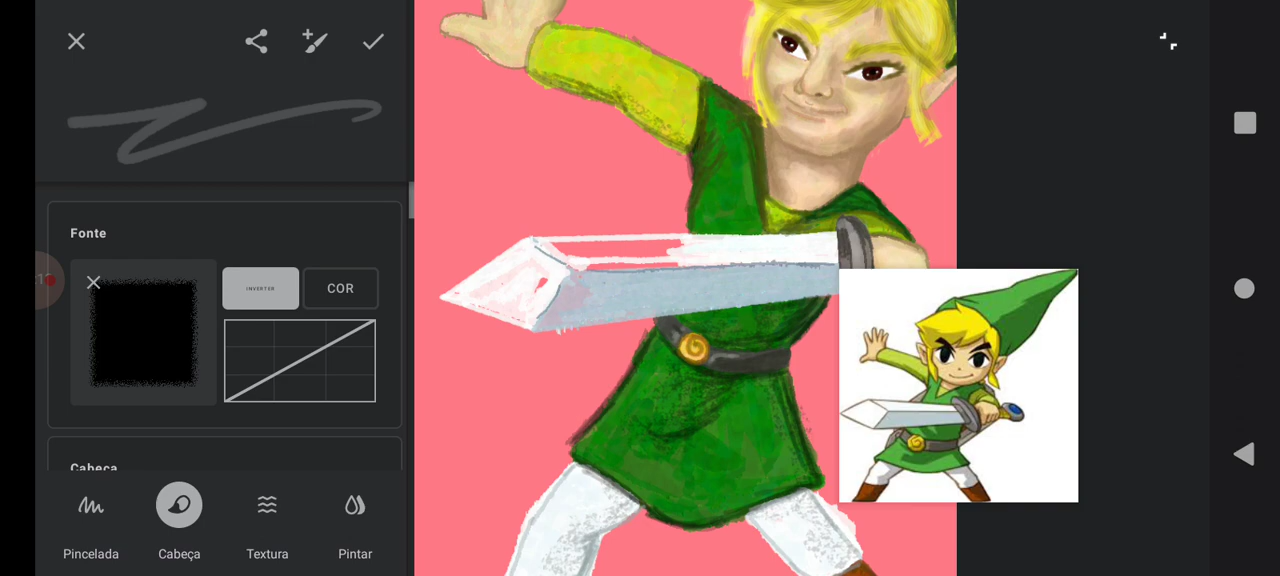 Fonte
INVERTER
COR
Cabeça
Pincelada
Cabeça
Textura
Pintar